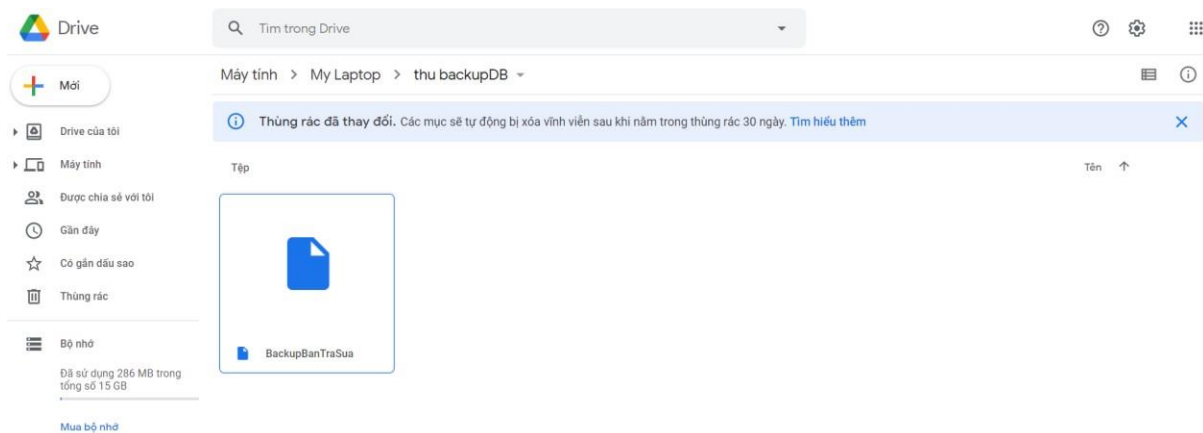 Drive
Tìm trong Drive
Mới
Máy tính > My Laptop > thu backupDB
Thùng rác đã thay đổi. Các mục sẽ tự động bị xóa vĩnh viễn sau khi nằm trong thùng rác 30 ngày. Tìm hiểu thêm
Drive của tôi
Máy tính
Được chia sẻ với tôi
Gần đây
Có gắn dấu sao
Thùng rác
Tệp
Tên
BackupBanTraSua
Bộ nhớ
Đã sử dụng 286 MB trong
tổng số 15 GB
Mua bộ nhớ